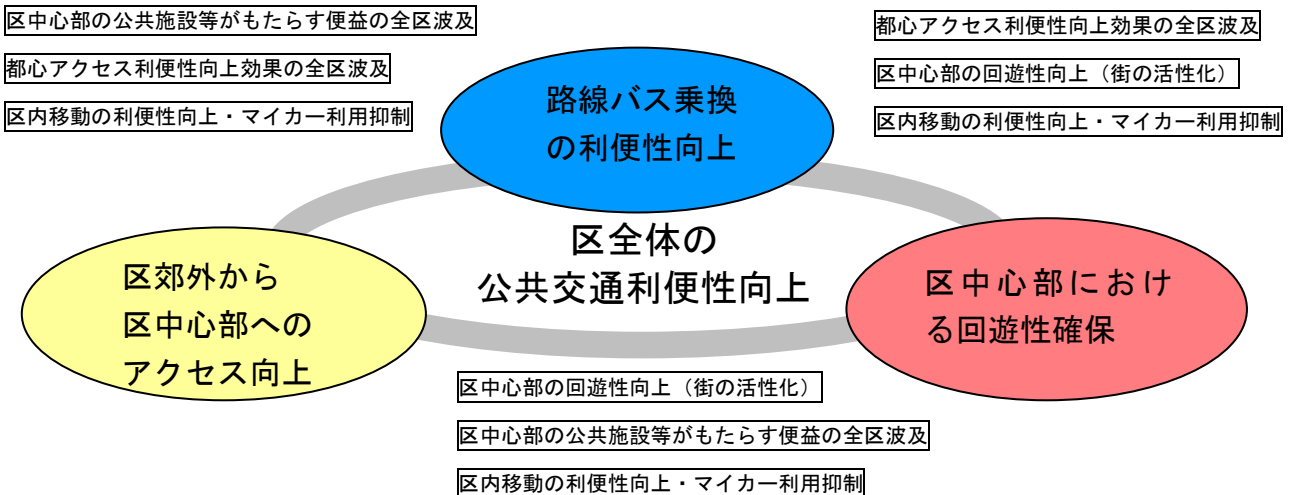 区中心部の公共施設等がもたらす便益の全区波及
都心アクセス利便性向上効果の全区波及
区内移動の利便性向上・マイカー利用抑制
都心アクセス利便性向上効果の全区波及
区中心部の回遊性向上（街の活性化）
区内移動の利便性向上・マイカー利用抑制
路線バス乗換
の利便性向上
区全体の
公共交通利便性向上
区郊外から
区中心部への
アクセス向上
区中心部におけ
る回遊性確保
区中心部の回遊性向上（街の活性化）
区中心部の公共施設等がもたらす便益の全区波及
区内移動の利便性向上・マイカー利用抑制